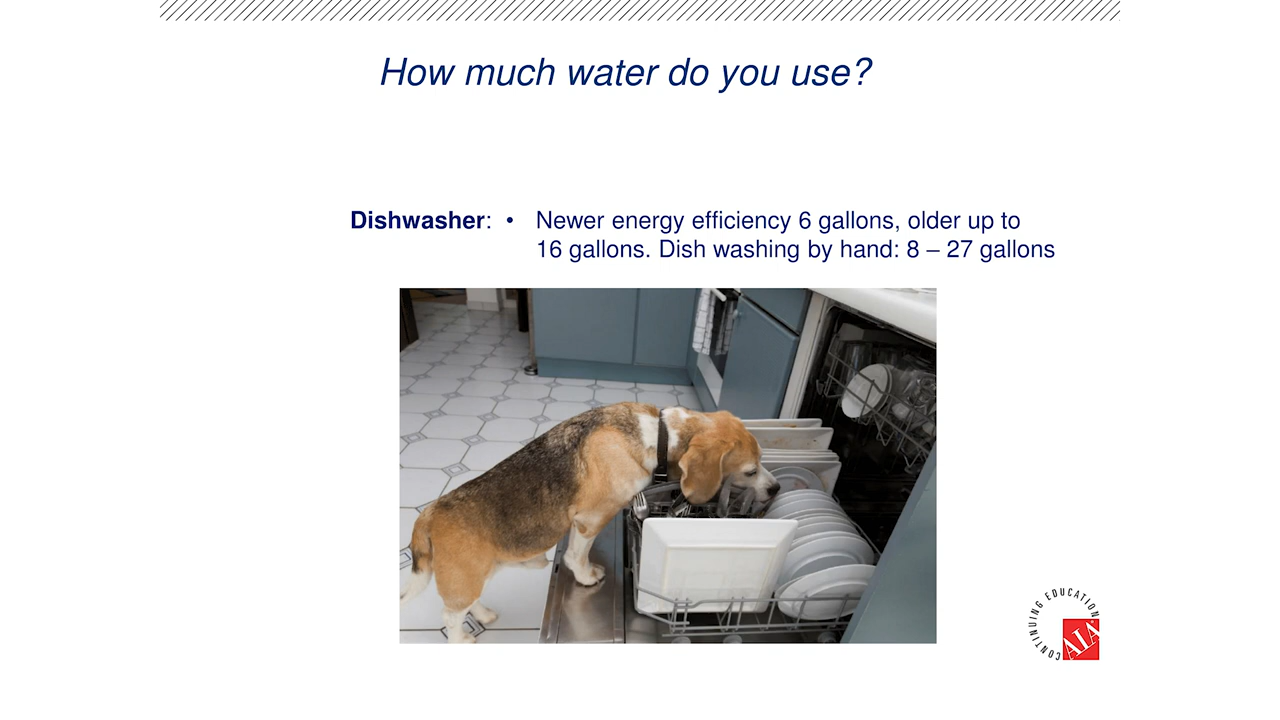 How much water do you use?
Dishwasher: • Newer energy efficiency 6 gallons, older up to
16 gallons. Dish washing by hand: 8 – 27 gallons
CONTINUING EDUCATION
AIA